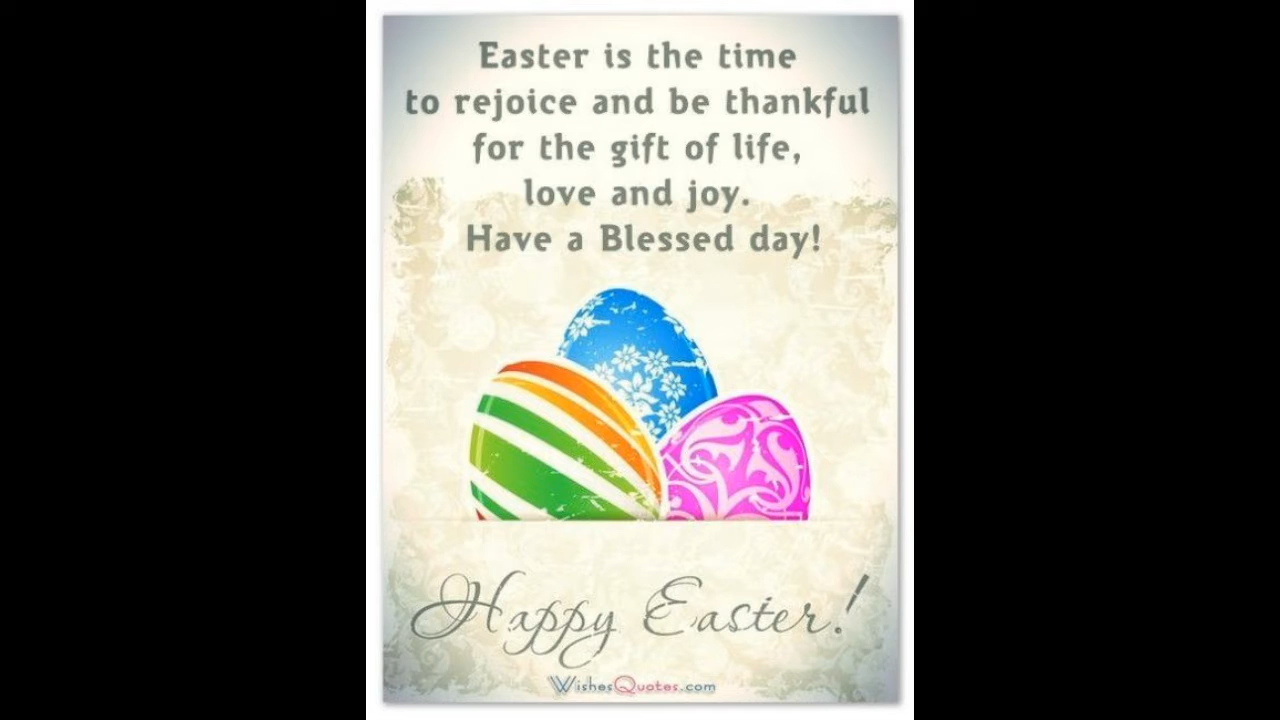 Easter is the time
to rejoice and be thankful
for the gift of life,
love and joy.
Have a Blessed day!
Happy Easter!
WishesQuotes.com